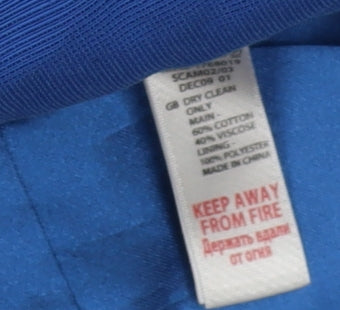 SCAM02/03
DEC09 01
GB DRY CLEAN
ONLY
MAIN -
60% COTTON
40% VISCOSE
LINING -
100% POLYESTER
MADE IN CHINA
KEEP AWAY
FROM FIRE
Держать вдали
от огня